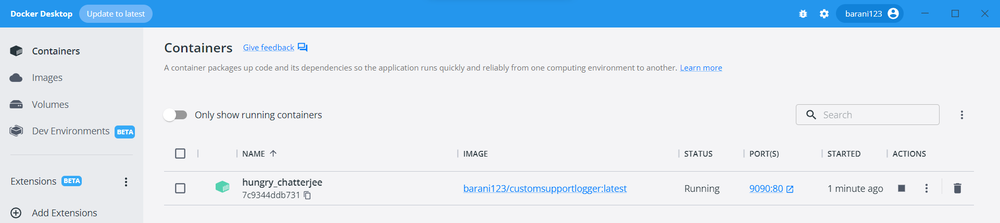 Docker Desktop Update to latest barani123
Containers
Images
Volumes
Dev Environments BETA
Extensions BETA
Add Extensions
Containers Give feedback
A container packages up code and its dependencies so the application runs quickly and reliably from one computing environment to another. Learn more
Only show running containers Search
NAME IMAGE STATUS PORT(S) STARTED ACTIONS
hungry_chatterjee
7c9344ddb731
barani123/customsupportlogger:latest Running 9090:80 1 minute ago